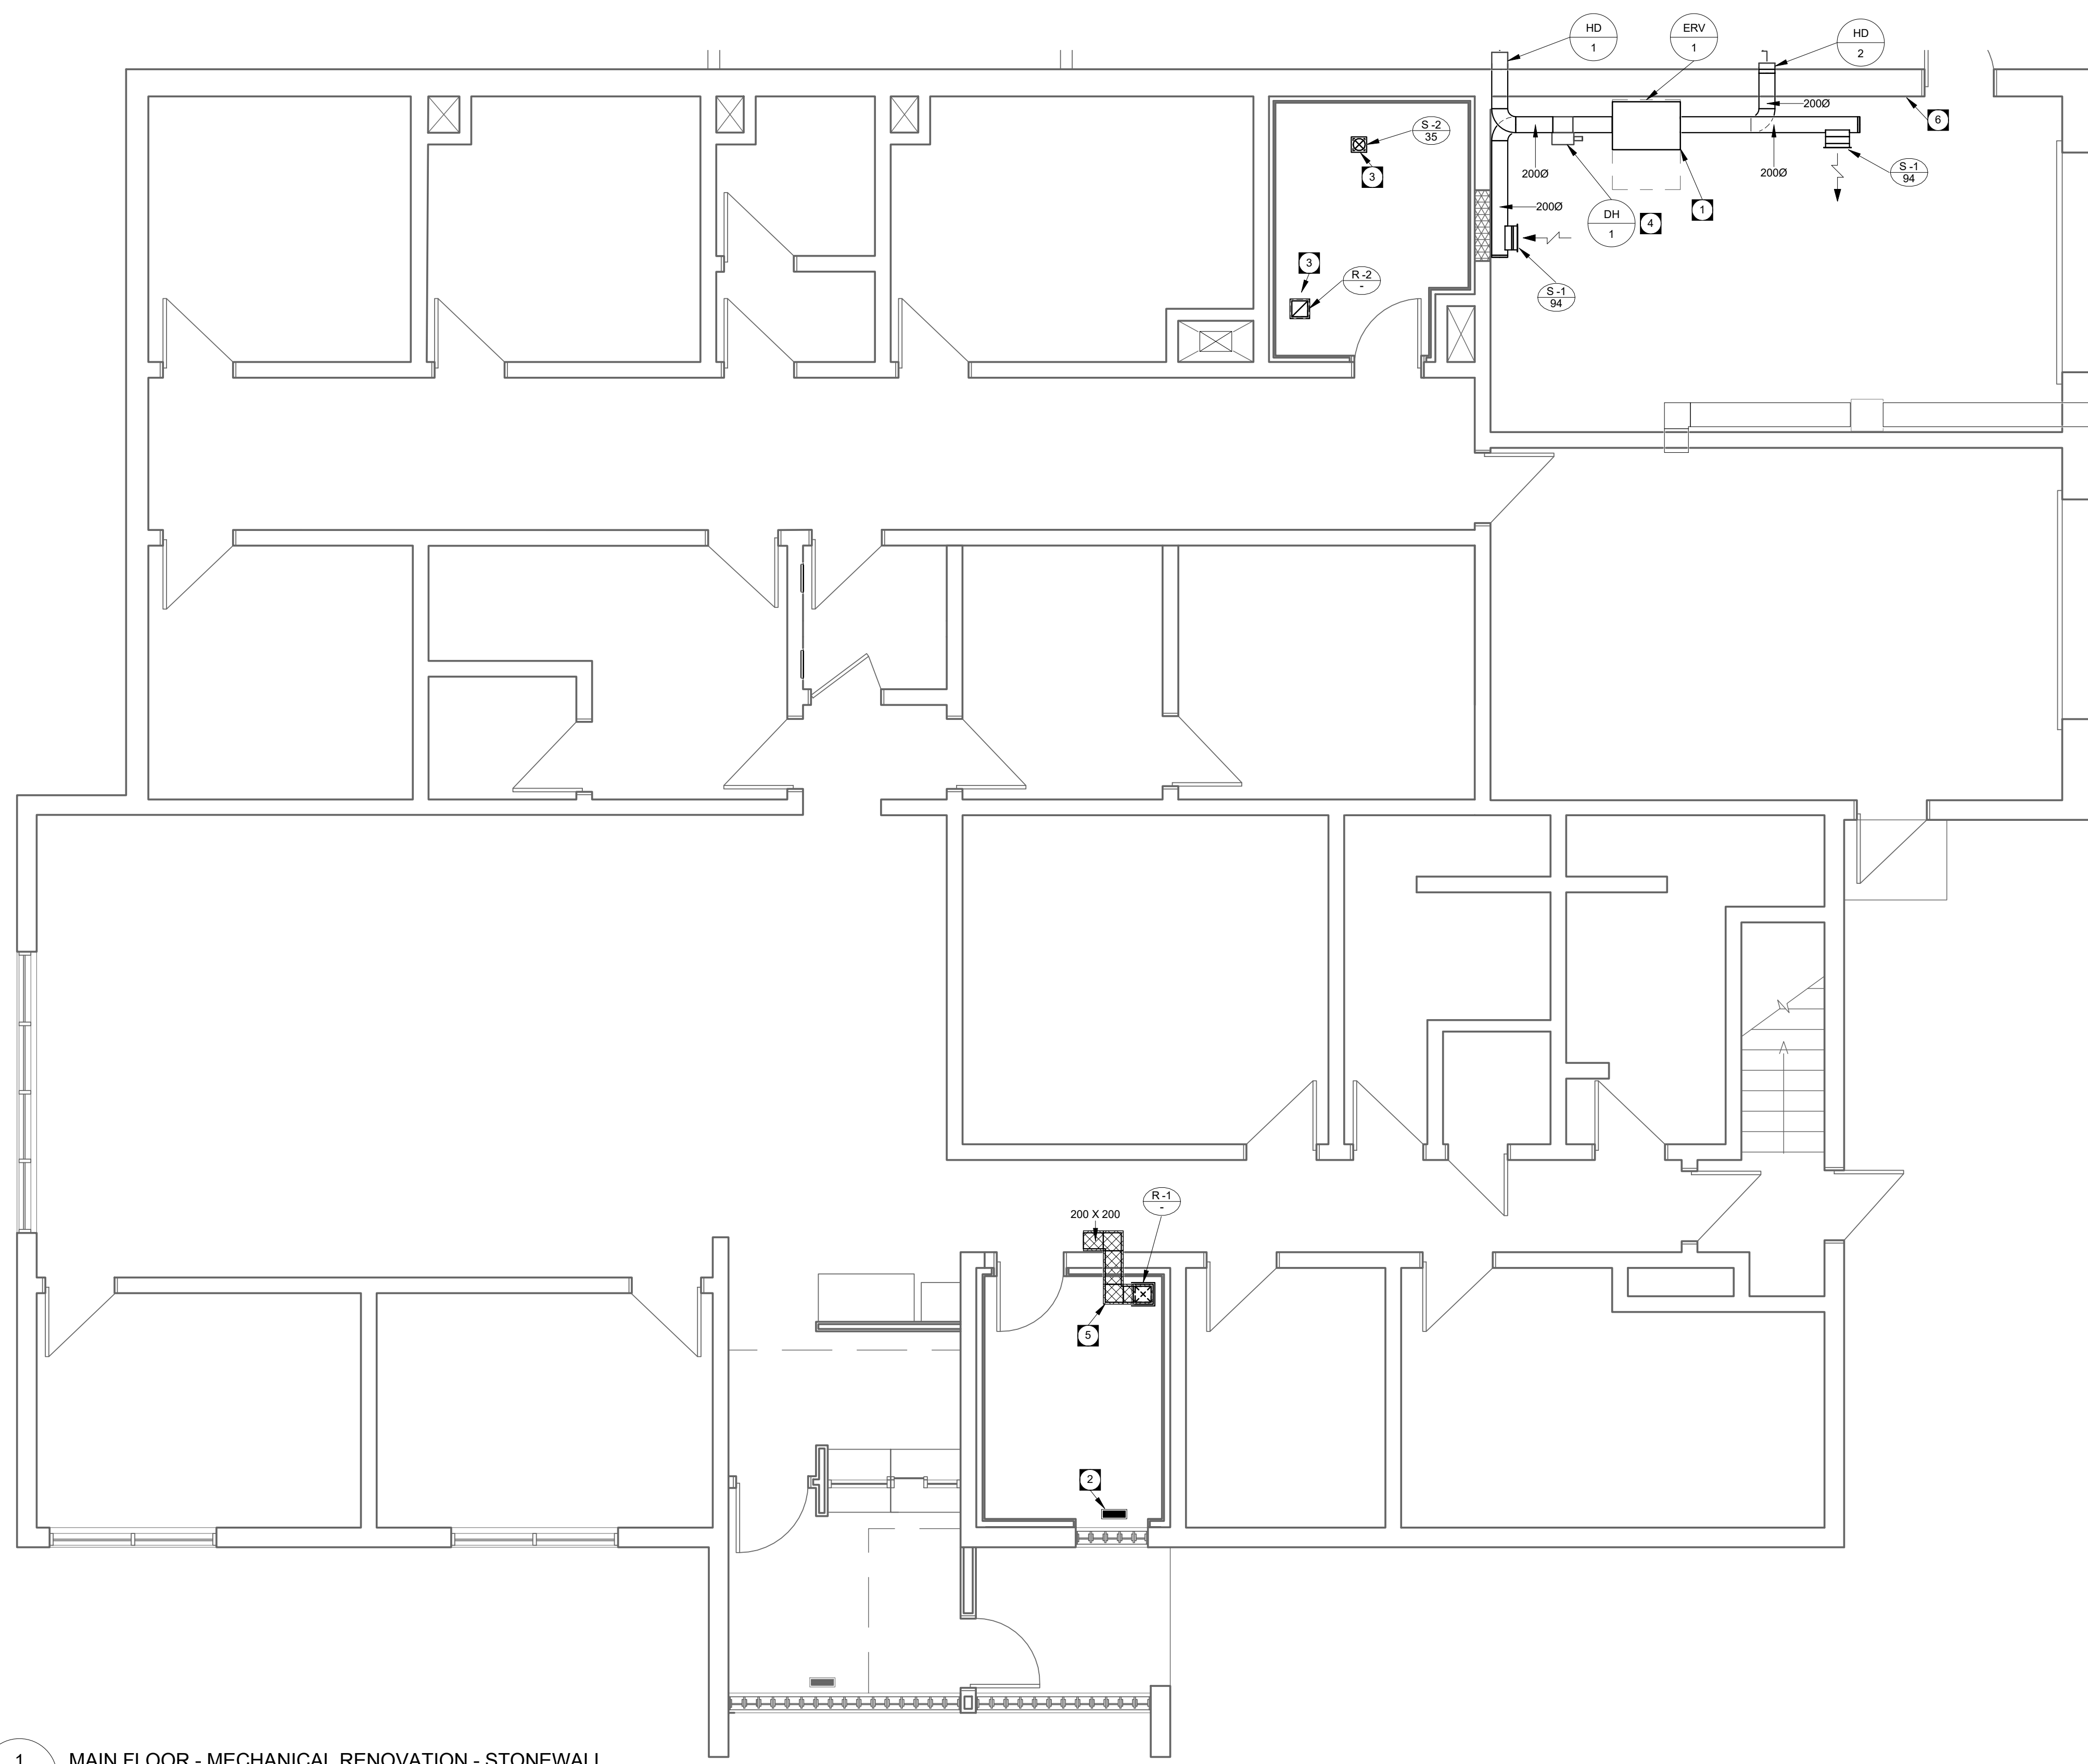 HD
1
ERV
1
HD
2
200Ø
6
S -2
35
3
200Ø
200Ø
S -1
94
200Ø
DH
1
4
1
3
R -2
-
S -1
94
R -1
-
200 X 200
5
2
1
MAIN FLOOR - MECHANICAL RENOVATION - STONEWALL